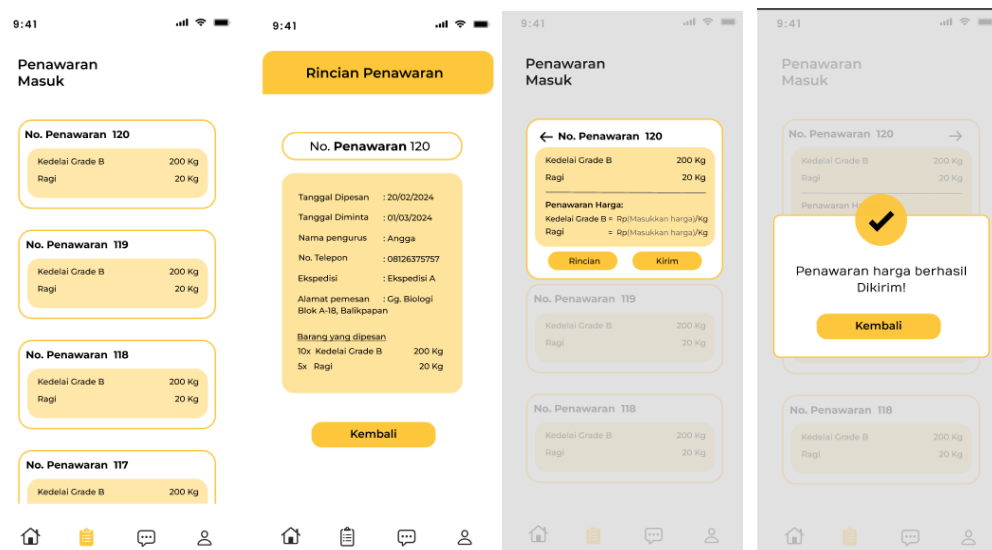 9:41
Penawaran
Masuk
No. Penawaran 120
Kedelai Grade B 200 Kg
Ragi 20 Kg
No. Penawaran 119
Kedelai Grade B 200 Kg
Ragi 20 Kg
No. Penawaran 118
Kedelai Grade B 200 Kg
Ragi 20 Kg
No. Penawaran 117
Kedelai Grade B 200 Kg
9:41
Rincian Penawaran
No. Penawaran 120
Tanggal Dipesan : 20/02/2024
Tanggal Diminta : 01/03/2024
Nama pengurus : Angga
No. Telepon : 08126375757
Ekspedisi : Ekspedisi A
Alamat pemesan : Gg. Biologi
Blok A-18, Balikpapan
Barang yang dipesan
10x Kedelai Grade B 200 Kg
5x Ragi 20 Kg
Kembali
9:41
Penawaran
Masuk
No. Penawaran 120
Kedelai Grade B 200 Kg
Ragi 20 Kg
Penawaran Harga:
Kedelai Grade B = Rp(Masukkan harga)/Kg
Ragi = Rp(Masukkan harga)/Kg
Rincian Kirim
No. Penawaran 119
Kedelai Grade B 200 Kg
Ragi 20 Kg
No. Penawaran 118
Kedelai Grade B 200 Kg
Ragi 20 Kg
9:41
Penawaran
Masuk
No. Penawaran 120
Kedelai Grade B 200 Kg
Ragi 20 Kg
Penawaran H
Penawaran harga berhasil
Dikirim!
Kembali
No. Penawaran 118
Kedelai Grade B 200 Kg
Ragi 20 Kg